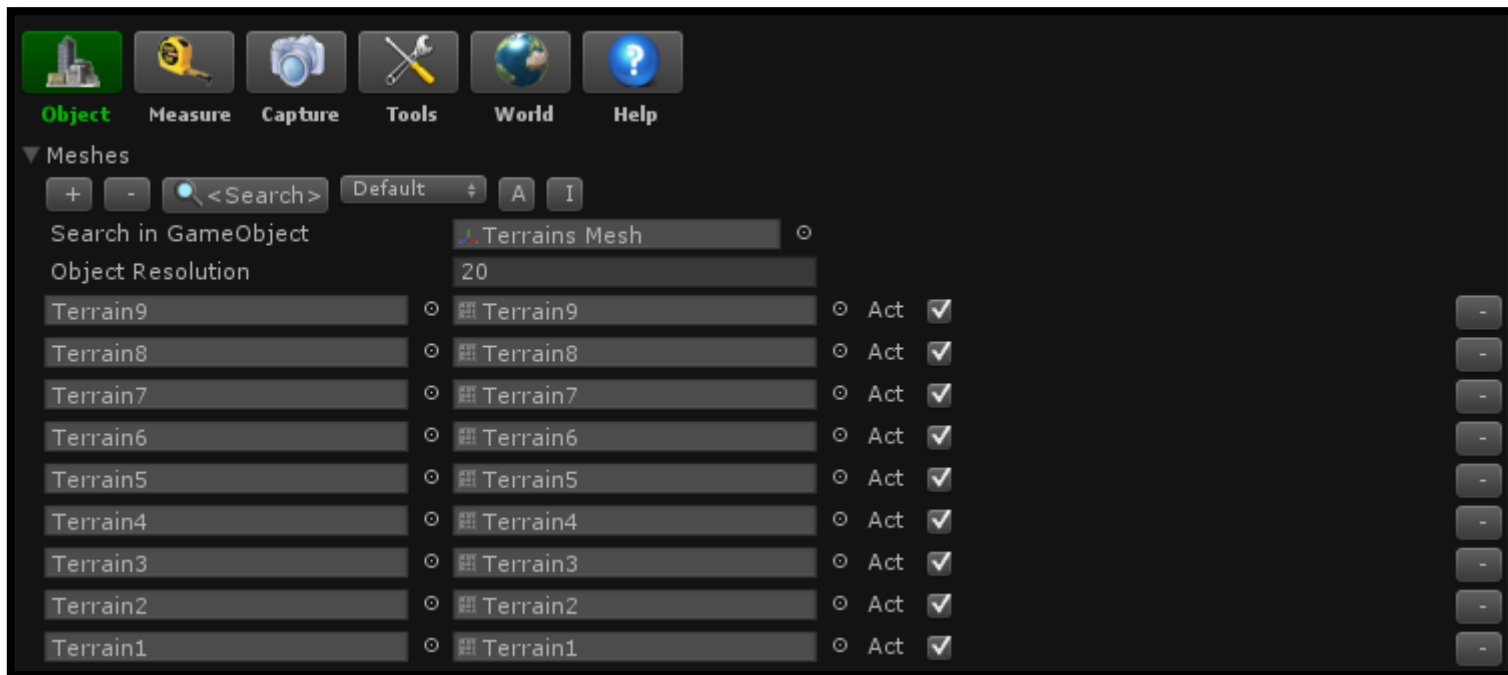 Object Measure Capture Tools World Help
Meshes
+ - <Search> Default A I
Search in GameObject Terrains Mesh
Object Resolution 20
Terrain9 Terrain9 Act -
Terrain8 Terrain8 Act -
Terrain7 Terrain7 Act -
Terrain6 Terrain6 Act -
Terrain5 Terrain5 Act -
Terrain4 Terrain4 Act -
Terrain3 Terrain3 Act -
Terrain2 Terrain2 Act -
Terrain1 Terrain1 Act -